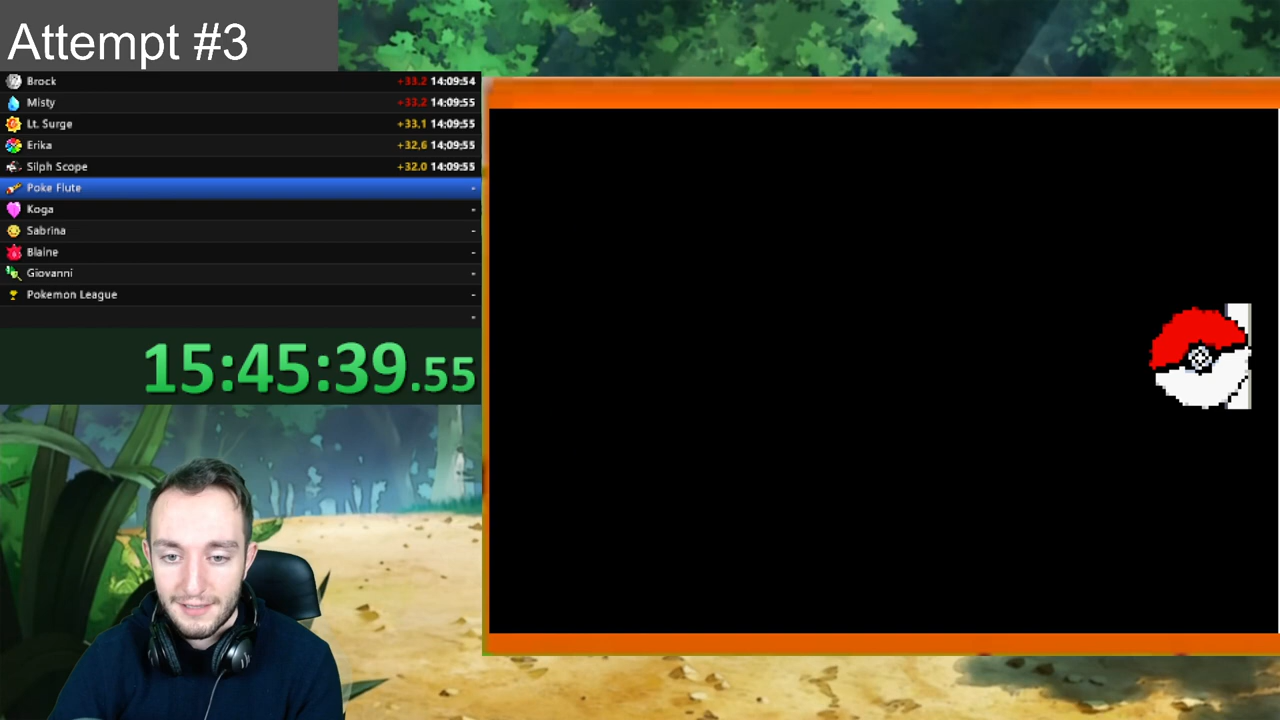 Attempt #3
Brock +33.2 14:09:54
Misty +33.2 14:09:55
Lt. Surge +33.1 14:09:55
Erika +32.6 14:09:55
Silph Scope +32.0 14:09:55
Poke Flute -
Koga -
Sabrina -
Blaine -
Giovanni -
Pokemon League -
-
15:45:39.55